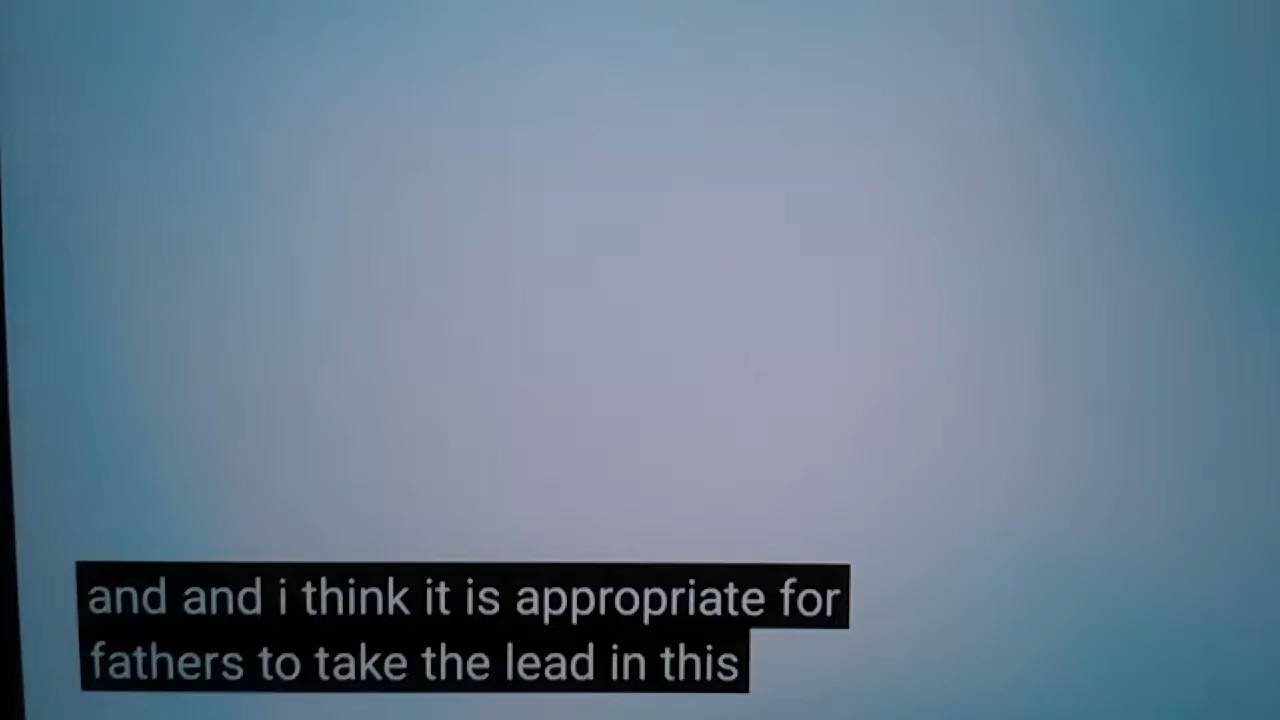 and and i think it is appropriate for
fathers to take the lead in this